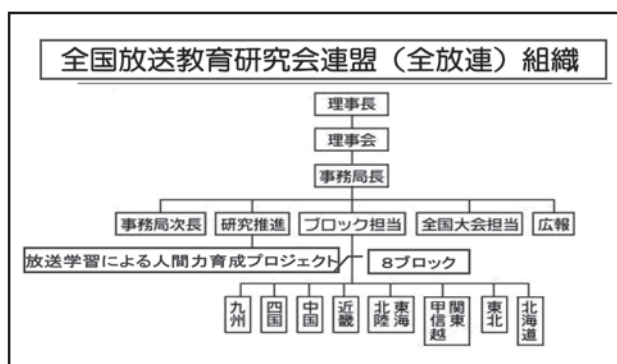 全国放送教育研究会連盟（全放連）組織
理事長
理事会
事務局長
事務局次長
研究推進
ブロック担当
全国大会担当
広報
放送学習による人間力育成プロジェクト
8ブロック
九州
四国
中国
近畿
東海
北陸
関東
甲信越
東北
北海道